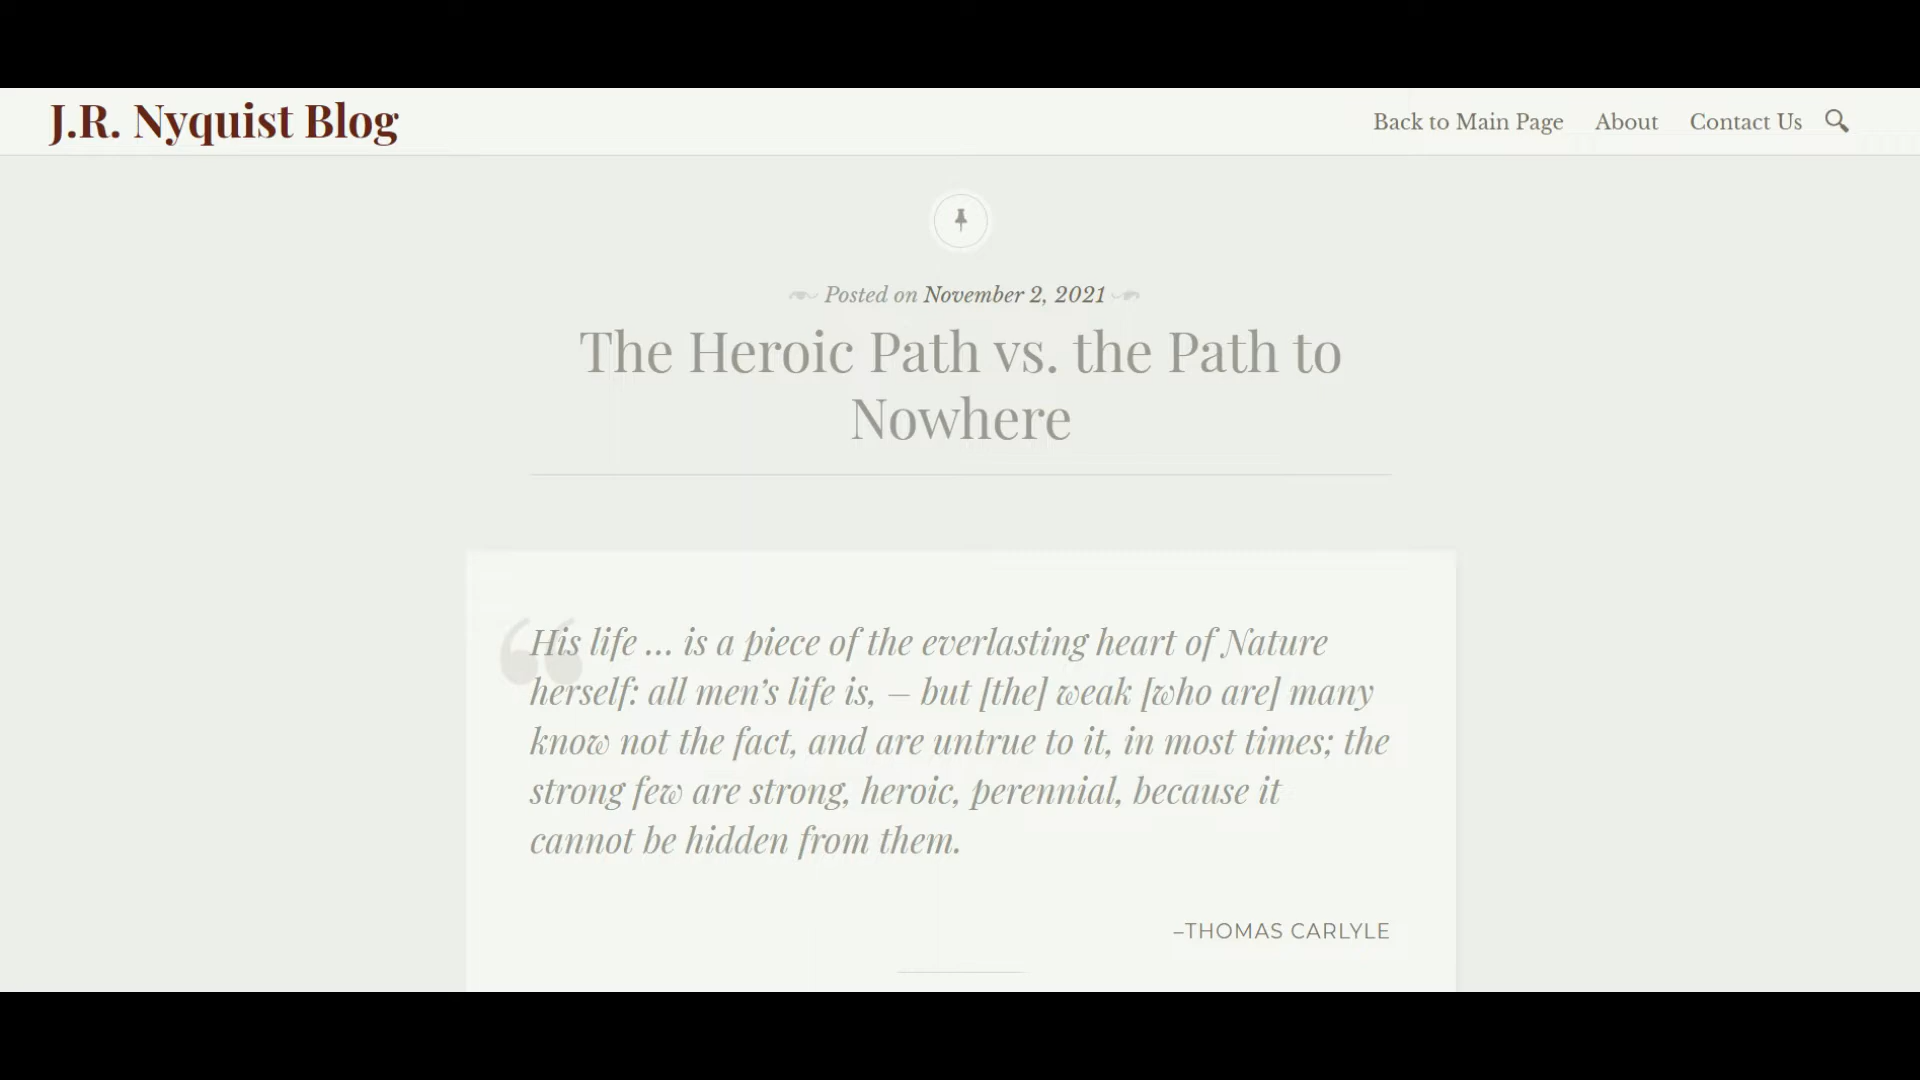 J.R. Nyquist Blog
Back to Main Page About Contact Us
Posted on November 2, 2021
The Heroic Path vs. the Path to
Nowhere
“
His life … is a piece of the everlasting heart of Nature
herself: all men’s life is, — but [the] weak [who are] many
know not the fact, and are untrue to it, in most times; the
strong few are strong, heroic, perennial, because it
cannot be hidden from them.
–THOMAS CARLYLE